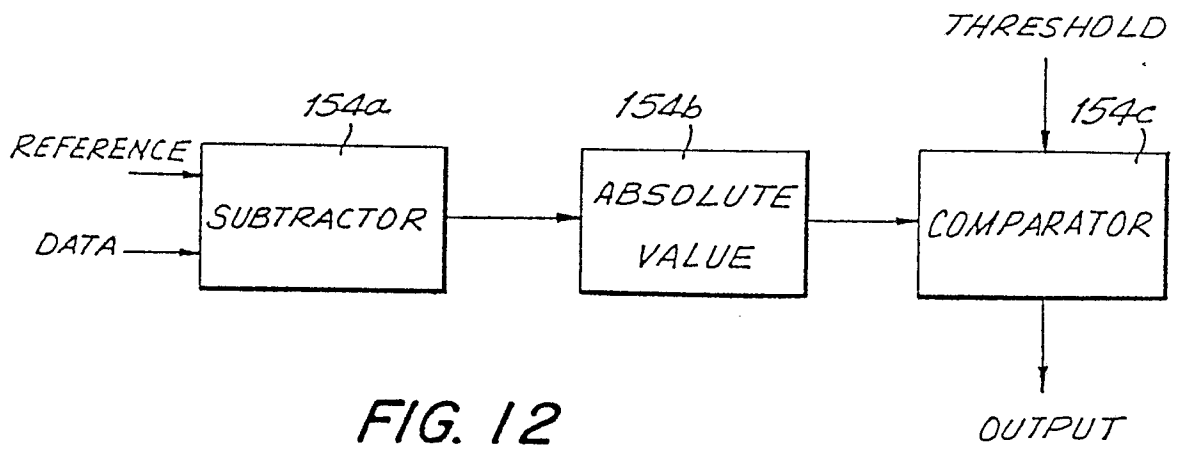 THRESHOLD
154a
154b
154c
REFERENCE
DATA
SUBTRACTOR
ABSOLUTE
VALUE
COMPARATOR
OUTPUT
FIG. 12